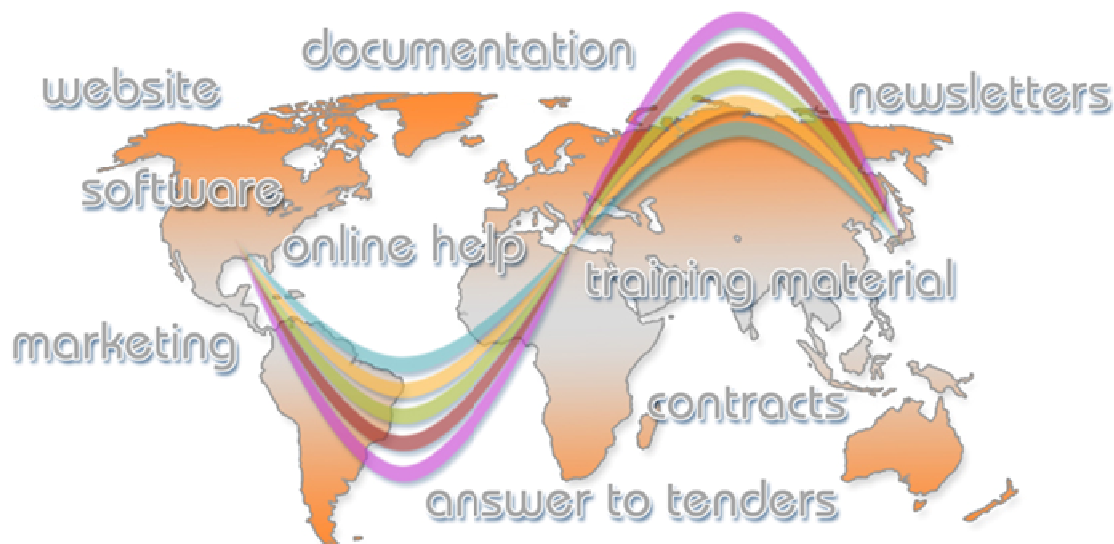 documentation
website
newsletters
software
online help
training material
marketing
contracts
answer to tenders